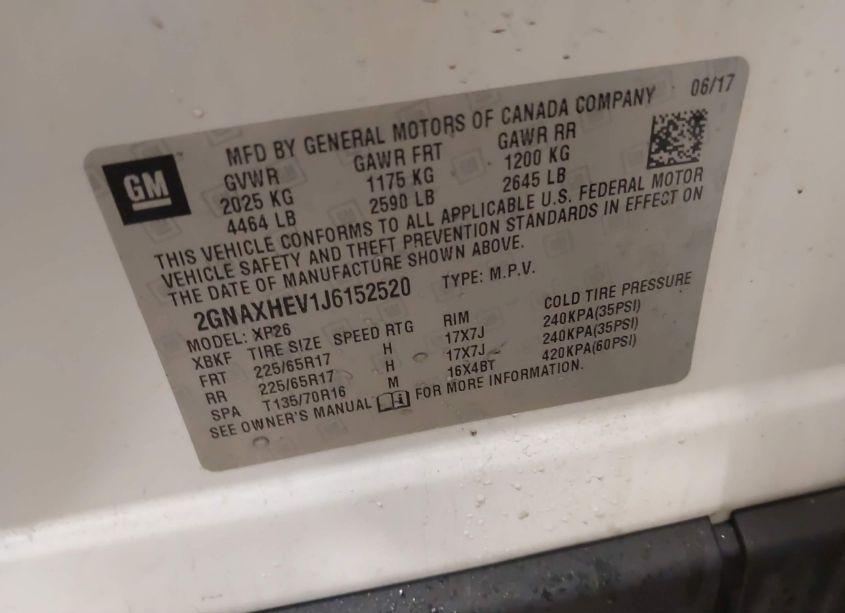 06/17
GM
MFD BY GENERAL MOTORS OF CANADA COMPANY
GVWR GAWR FRT GAWR RR
2025 KG 1175 KG 1200 KG
4464 LB 2590 LB 2645 LB
THIS VEHICLE CONFORMS TO ALL APPLICABLE U.S. FEDERAL MOTOR
VEHICLE SAFETY AND THEFT PREVENTION STANDARDS IN EFFECT ON
THE DATE OF MANUFACTURE SHOWN ABOVE.
2GNAXHEV1J6152520 TYPE: M.P.V.
MODEL: XP26
XBKF TIRE SIZE SPEED RTG RIM COLD TIRE PRESSURE
FRT 225/65R17 H 17X7J 240KPA(35PSI)
RR 225/65R17 H 17X7J 240KPA(35PSI)
SPA T135/70R16 M 16X4BT 420KPA(60PSI)
SEE OWNER'S MANUAL FOR MORE INFORMATION.